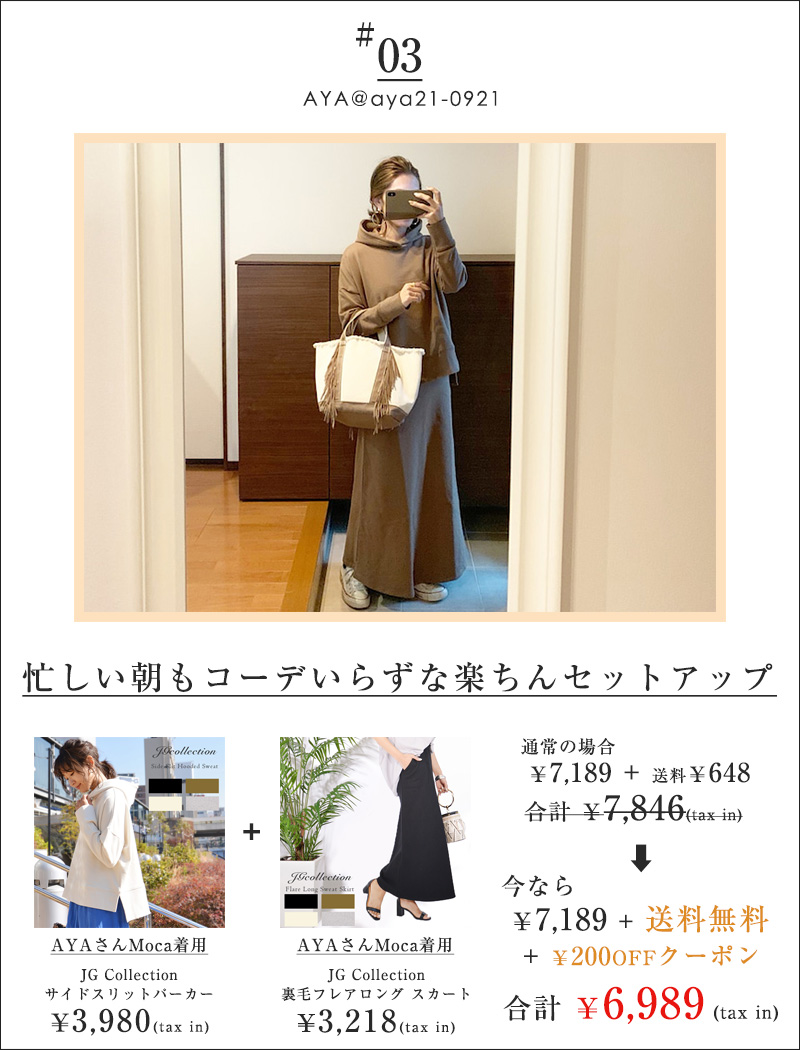 #03
AYA@aya21-0921
忙しい朝もコーデいらずな楽ちんセットアップ
JGcollection
Side Slit Hooded Sweat
+
JGcollection
Flare Long Sweat Skirt
AYAさんMoca着用
JG Collection
サイドスリットパーカー
¥3,980(tax in)
AYAさんMoca着用
JG Collection
裏毛フレアロング スカート
¥3,218(tax in)
通常の場合
¥7,189 + 送料¥648
合計 ¥7,846(tax in)
今なら
¥7,189 + 送料無料
+ ¥200OFFクーポン
合計 ¥6,989 (tax in)